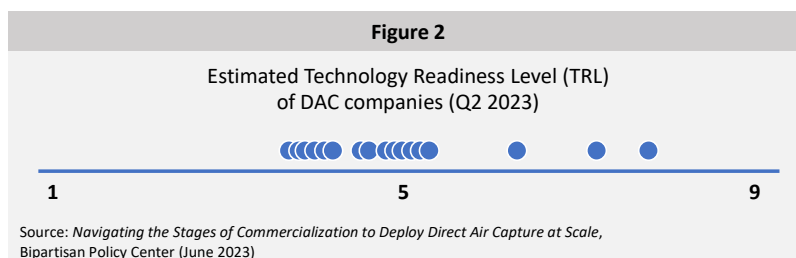 Figure 2
Estimated Technology Readiness Level (TRL)
of DAC companies (Q2 2023)
1 5 9
Source: Navigating the Stages of Commercialization to Deploy Direct Air Capture at Scale,
Bipartisan Policy Center (June 2023)